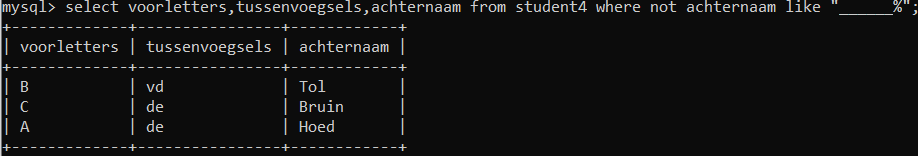 mysql> select voorletters,tussenvoegsels,achternaam from student4 where not achternaam like "______%";
+-------------+----------------+------------+
| voorletters | tussenvoegsels | achternaam |
+-------------+----------------+------------+
| B           | vd             | Tol        |
| C           | de             | Bruin      |
| A           | de             | Hoed       |
+-------------+----------------+------------+